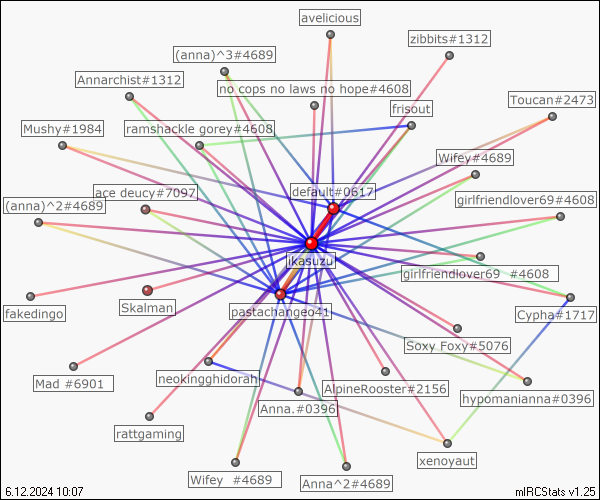 avelicious
zibbits#1312
(anna)^3#4689
Annarchist#1312
no cops no laws no hope#4608
Toucan#2473
frisout
Mushy#1984
ramshackle gorey#4608
Wifey#4689
default#0617
ace deucy#7097
girlfriendlover69#4608
(anna)^2#4689
ikasuzu
girlfriendlover69 #4608
fakedingo
Skalman
pastachangeo41
Cypha#1717
Soxy Foxy#5076
Mad #6901
neokingghidorah
AlpineRooster#2156
hypomanianna#0396
Anna.#0396
rattgaming
xenoyaut
Wifey #4689
Anna^2#4689
6.12.2024 10:07
mIRCStats v1.25